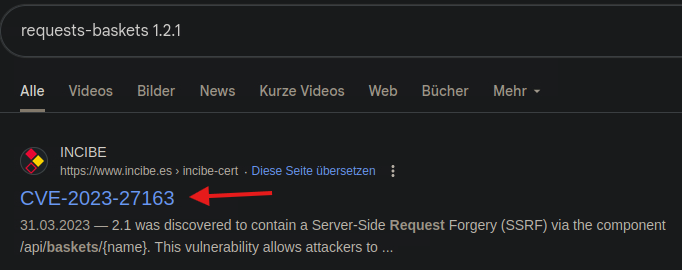 requests-baskets 1.2.1
Alle Videos Bilder News Kurze Videos Web Bücher Mehr
INCIBE
https://www.incibe.es › incibe-cert · Diese Seite übersetzen
CVE-2023-27163
31.03.2023 — 2.1 was discovered to contain a Server-Side Request Forgery (SSRF) via the component
/api/baskets/{name}. This vulnerability allows attackers to ...